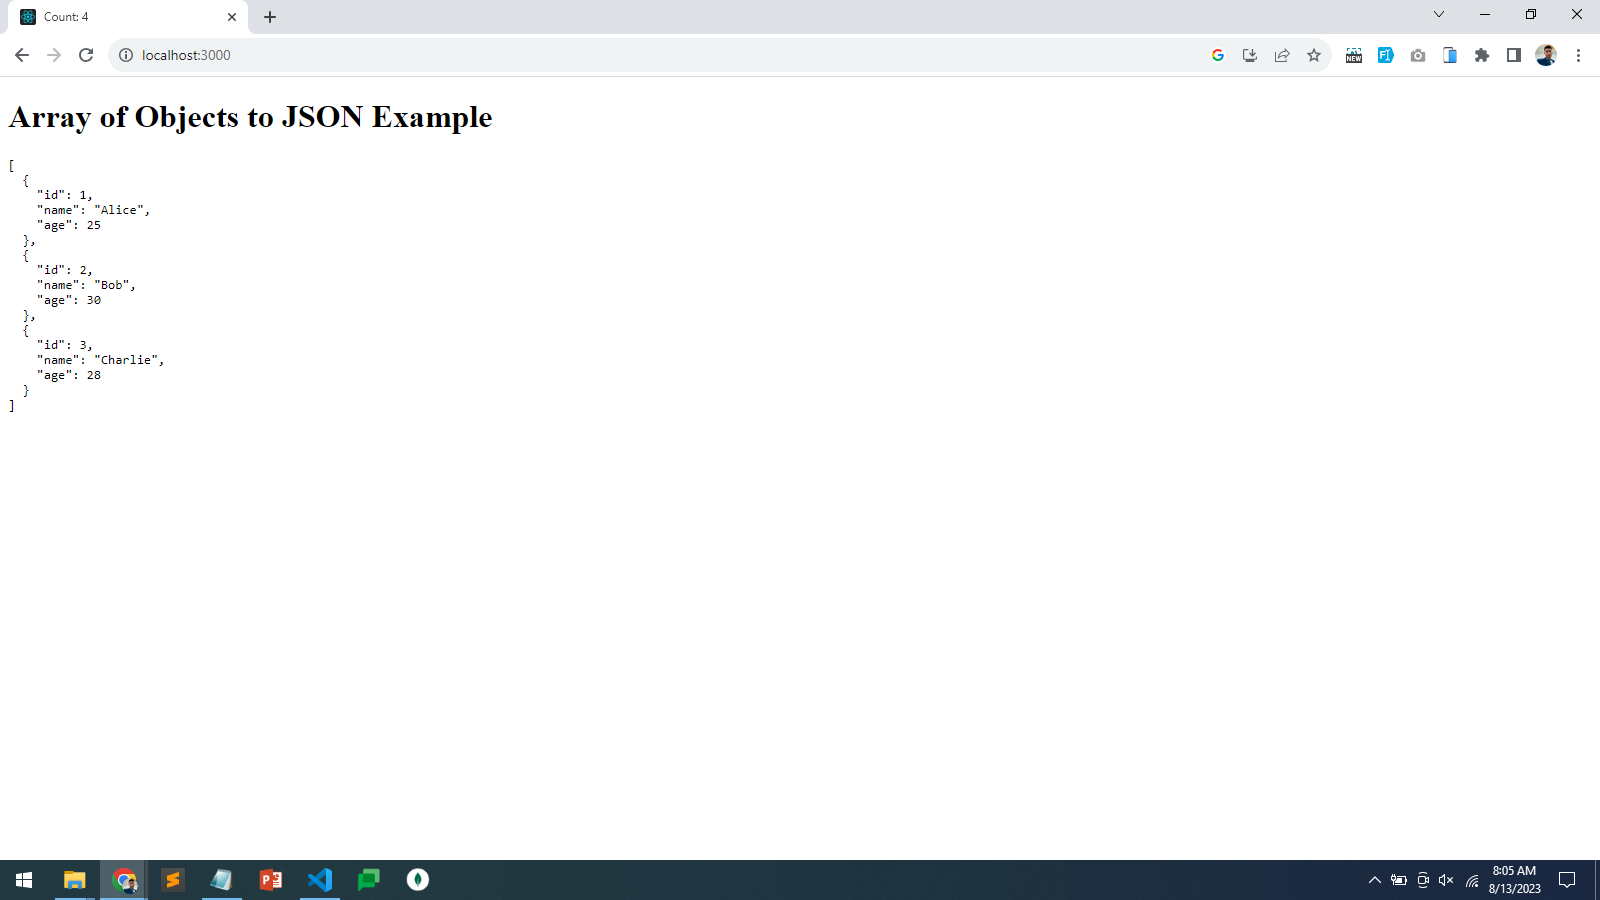 Count: 4
localhost:3000
NEW
Array of Objects to JSON Example
[
  {
    "id": 1,
    "name": "Alice",
    "age": 25
  },
  {
    "id": 2,
    "name": "Bob",
    "age": 30
  },
  {
    "id": 3,
    "name": "Charlie",
    "age": 28
  }
]
8:05 AM
8/13/2023